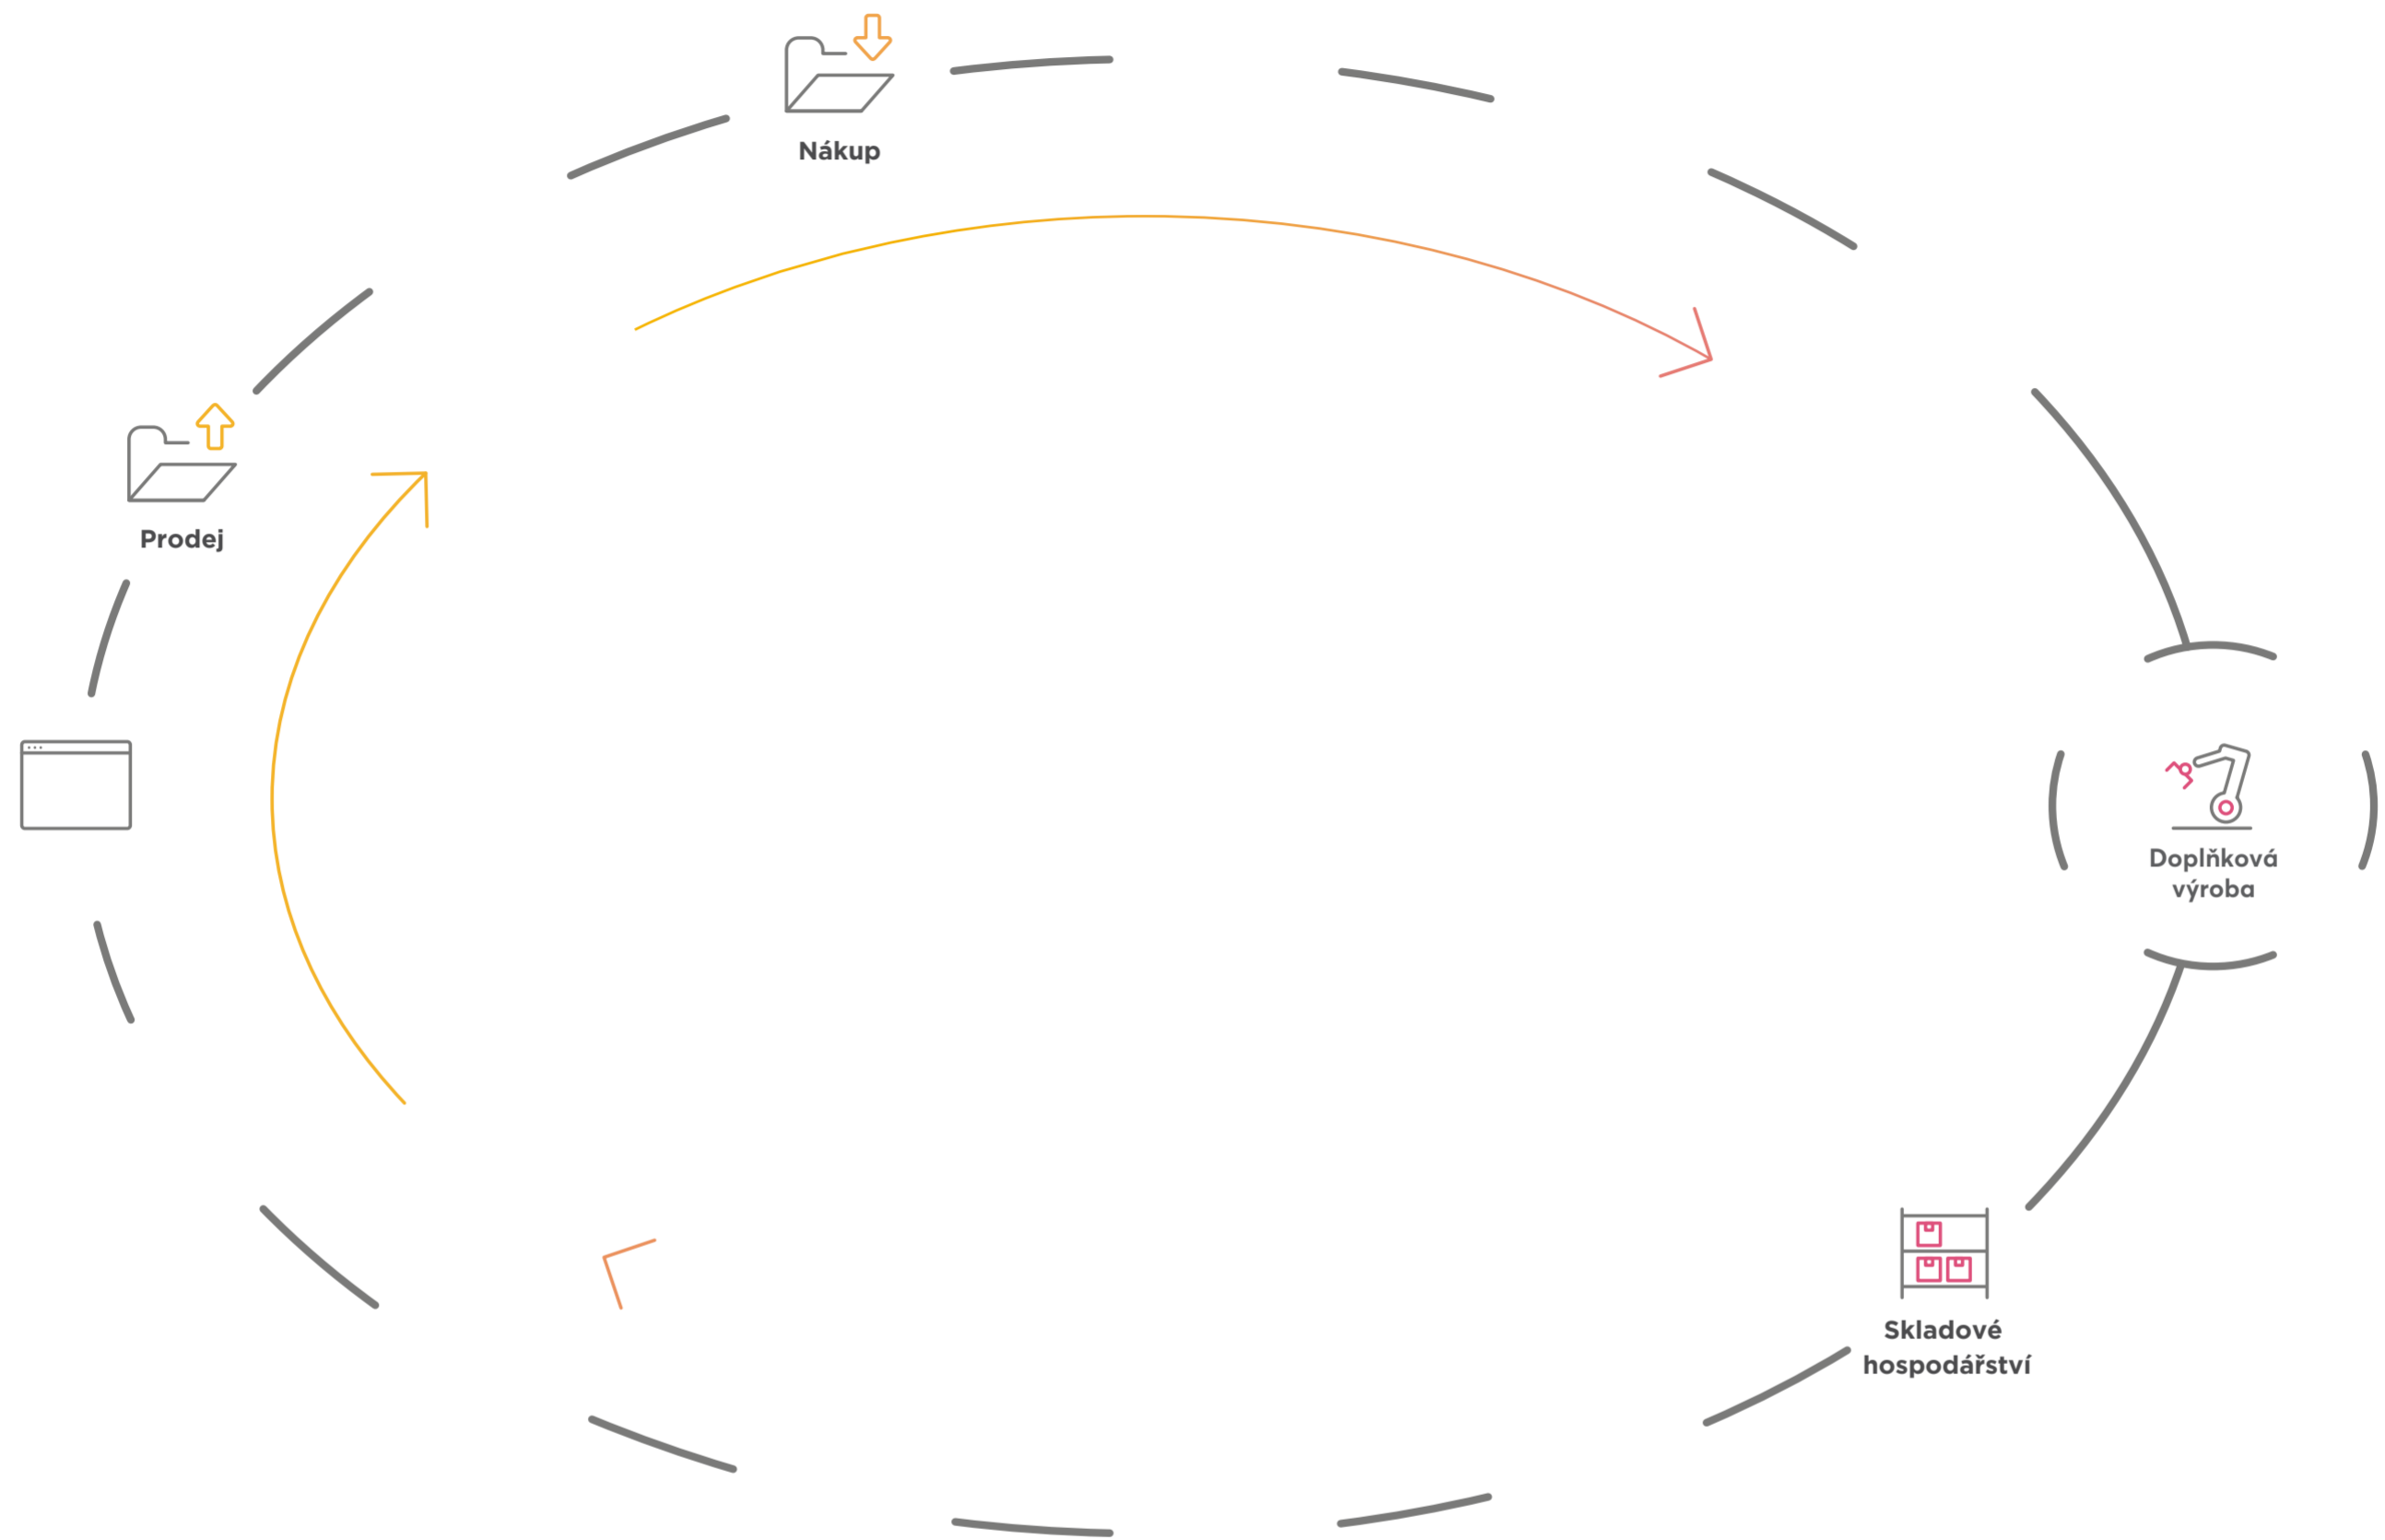 Nákup
Prodej
Doplňková
výroba
Skladové
hospodářství